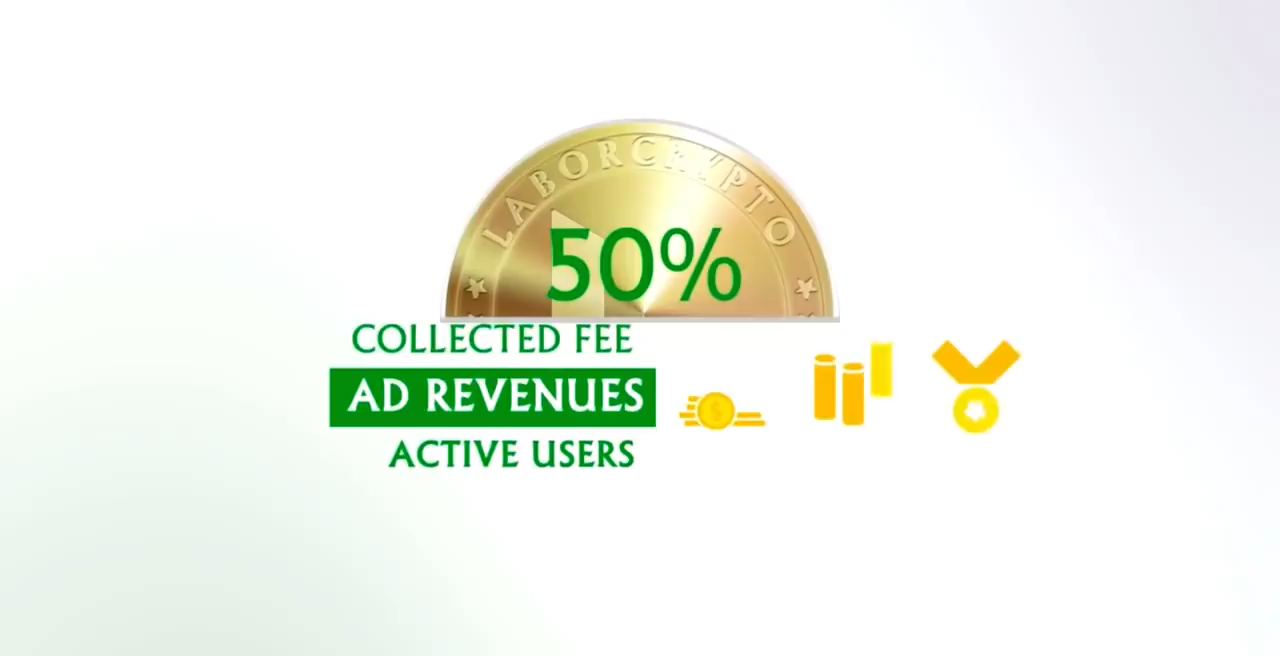 LABORCRYPTO
50%
COLLECTED FEE
AD REVENUES
ACTIVE USERS